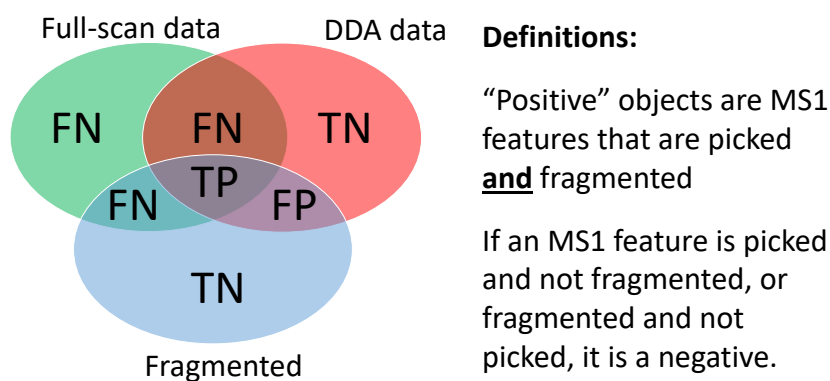 Full-scan data
DDA data
FN
FN
TN
TP
FN
FP
TN
Fragmented
Definitions:
“Positive” objects are MS1
features that are picked
and fragmented
If an MS1 feature is picked
and not fragmented, or
fragmented and not
picked, it is a negative.